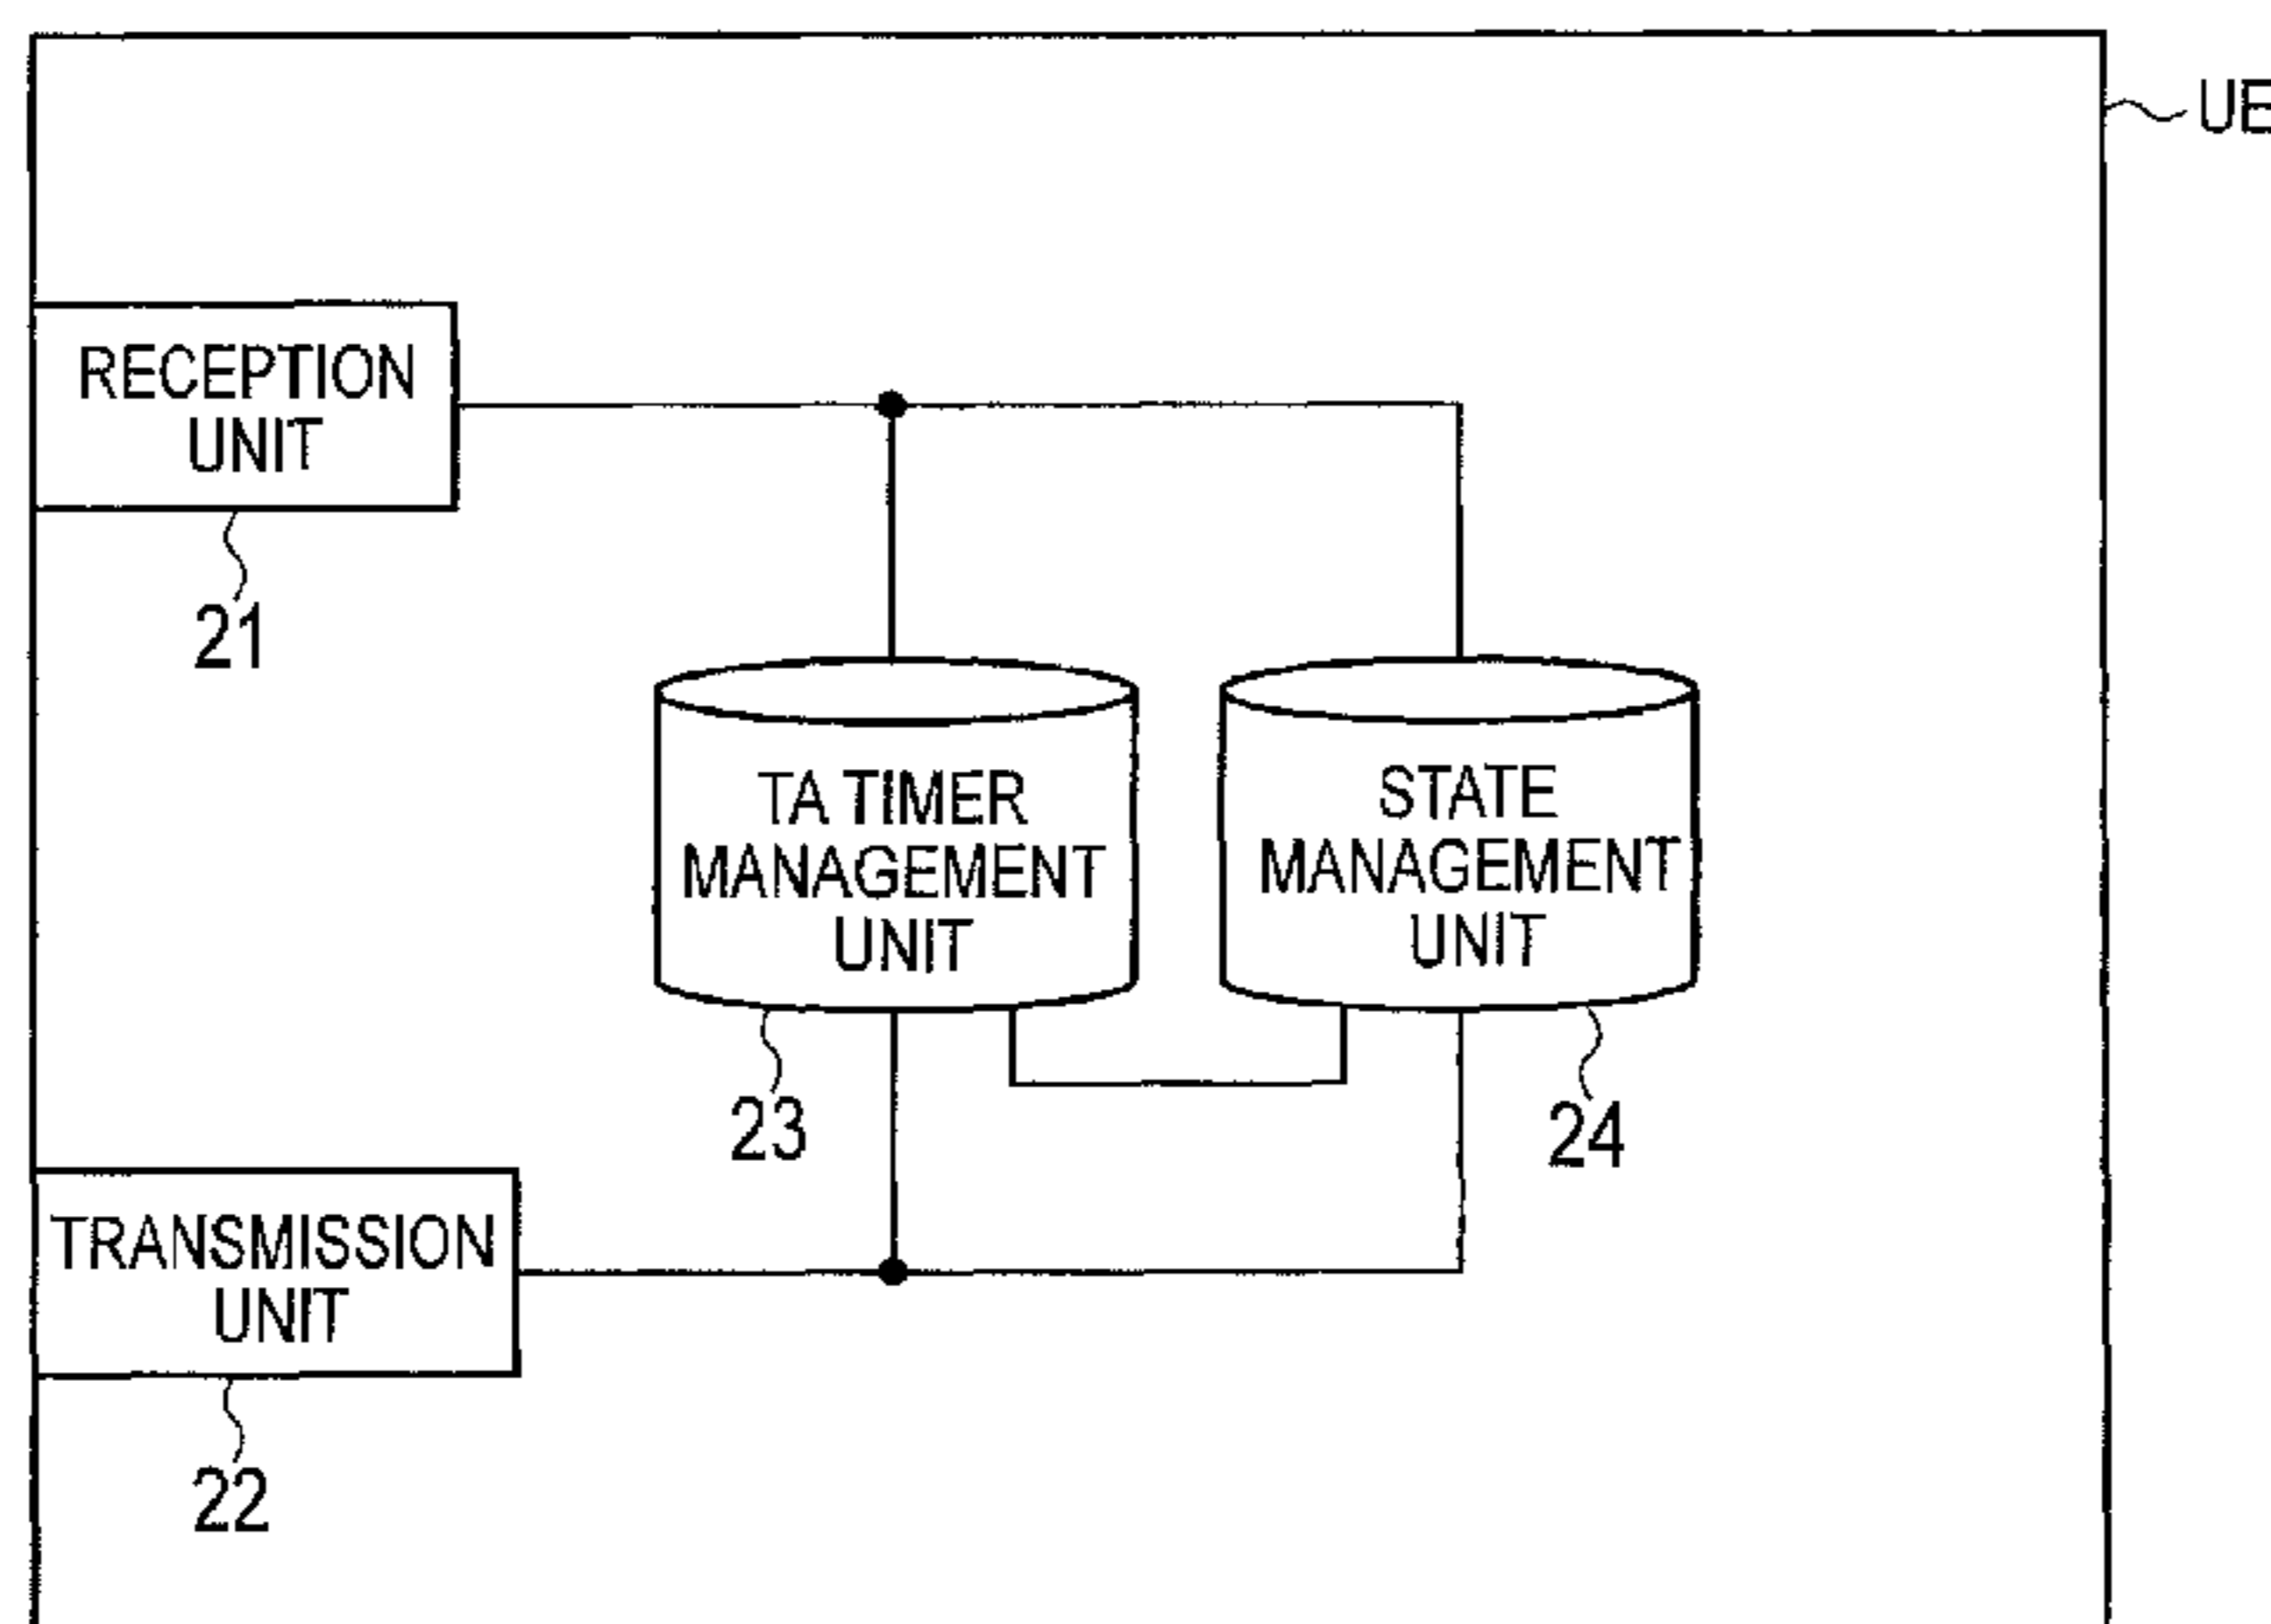 UE
RECEPTION
UNIT
21
TA TIMER
MANAGEMENT
UNIT
23
STATE
MANAGEMENT
UNIT
24
TRANSMISSION
UNIT
22